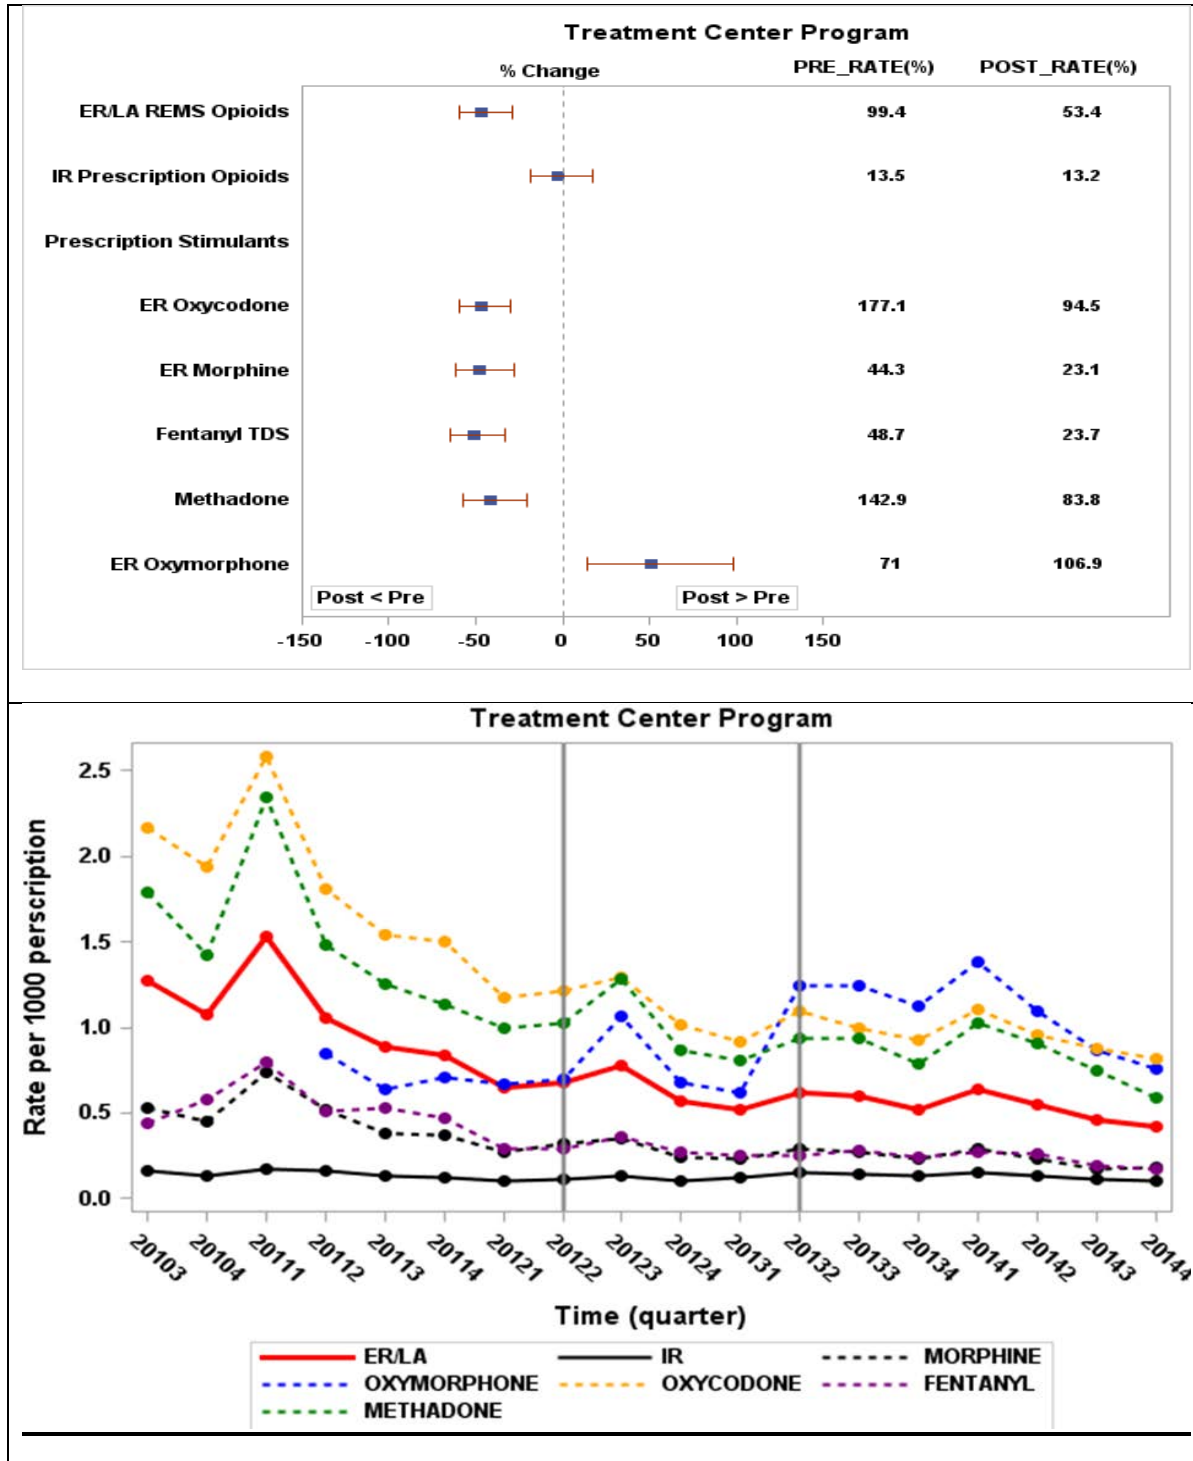 Treatment Center Program
% Change PRE_RATE(%) POST_RATE(%)
ER/LA REMS Opioids 99.4 53.4
IR Prescription Opioids 13.5 13.2
Prescription Stimulants
ER Oxycodone 177.1 94.5
ER Morphine 44.3 23.1
Fentanyl TDS 48.7 23.7
Methadone 142.9 83.8
ER Oxymorphone 71 106.9
Post < Pre Post > Pre
-150 -100 -50 0 50 100 150
Treatment Center Program
Rate per 1000 perscription
2.5
2.0
1.5
1.0
0.5
0.0
20103 20104 20111 20112 20113 20114 20121 20122 20123 20124 20131 20132 20133 20134 20141 20142 20143 20144
Time (quarter)
ER/LA IR MORPHINE
OXYMORPHONE OXYCODONE FENTANYL
METHADONE